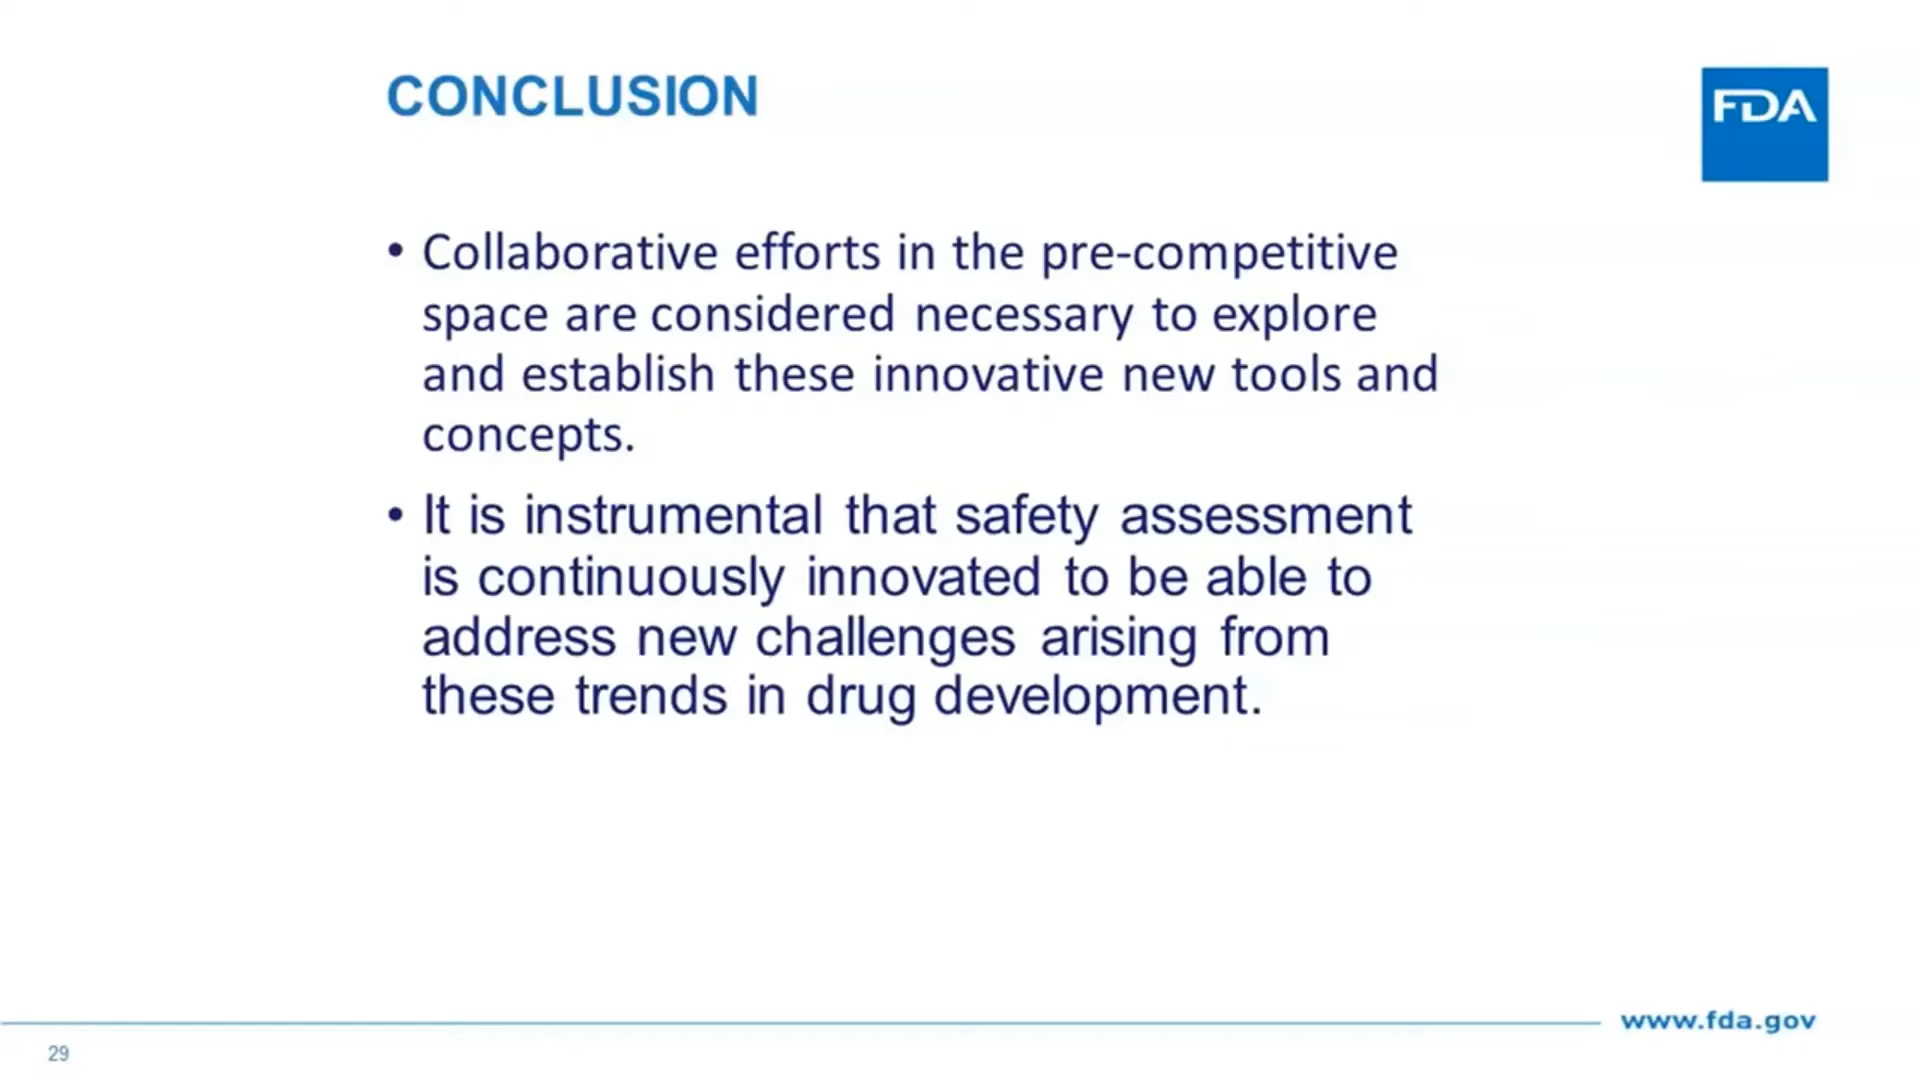 CONCLUSION
FDA
• Collaborative efforts in the pre-competitive
space are considered necessary to explore
and establish these innovative new tools and
concepts.
• It is instrumental that safety assessment
is continuously innovated to be able to
address new challenges arising from
these trends in drug development.
www.fda.gov
29